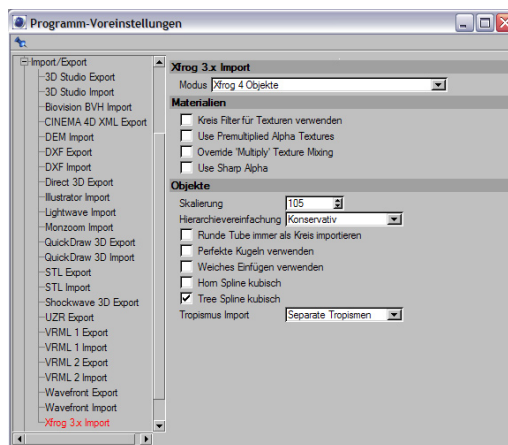 Programm-Voreinstellungen
Import/Export
3D Studio Export
3D Studio Import
Biovision BVH Import
CINEMA 4D XML Export
DEM Import
DXF Export
DXF Import
Direct 3D Export
Illustrator Import
Lightwave Import
Monzoom Import
QuickDraw 3D Export
QuickDraw 3D Import
STL Export
STL Import
Shockwave 3D Export
UZR Export
VRML 1 Export
VRML 1 Import
VRML 2 Export
VRML 2 Import
Wavefront Export
Wavefront Import
Xfrog 3.x Import
Xfrog 3.x Import
Modus Xfrog 4 Objekte
Materialien
Kreis Filter für Texturen verwenden
Use Premultiplied Alpha Textures
Override 'Multiply' Texture Mixing
Use Sharp Alpha
Objekte
Skalierung 105
Hierarchievereinfachung Konservativ
Runde Tube immer als Kreis importieren
Perfekte Kugeln verwenden
Weiches Einfügen verwenden
Horn Spline kubisch
Tree Spline kubisch
Tropismus Import Separate Tropismen